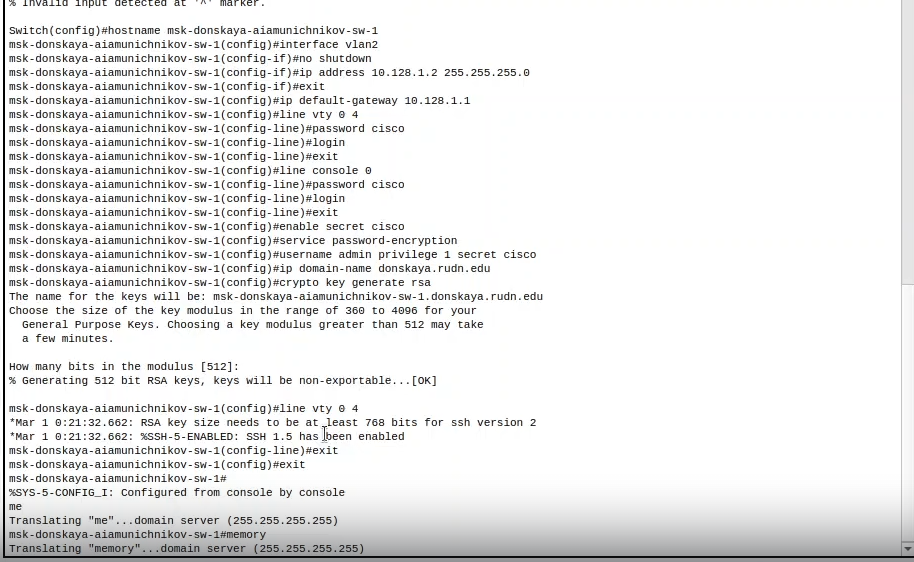 % Invalid input detected at '^' marker.
Switch(config)#hostname msk-donskaya-aiamunichnikov-sw-1
msk-donskaya-aiamunichnikov-sw-1(config)#interface vlan2
msk-donskaya-aiamunichnikov-sw-1(config-if)#no shutdown
msk-donskaya-aiamunichnikov-sw-1(config-if)#ip address 10.128.1.2 255.255.255.0
msk-donskaya-aiamunichnikov-sw-1(config-if)#exit
msk-donskaya-aiamunichnikov-sw-1(config)#ip default-gateway 10.128.1.1
msk-donskaya-aiamunichnikov-sw-1(config)#line vty 0 4
msk-donskaya-aiamunichnikov-sw-1(config-line)#password cisco
msk-donskaya-aiamunichnikov-sw-1(config-line)#login
msk-donskaya-aiamunichnikov-sw-1(config-line)#exit
msk-donskaya-aiamunichnikov-sw-1(config)#line console 0
msk-donskaya-aiamunichnikov-sw-1(config-line)#password cisco
msk-donskaya-aiamunichnikov-sw-1(config-line)#login
msk-donskaya-aiamunichnikov-sw-1(config-line)#exit
msk-donskaya-aiamunichnikov-sw-1(config)#enable secret cisco
msk-donskaya-aiamunichnikov-sw-1(config)#service password-encryption
msk-donskaya-aiamunichnikov-sw-1(config)#username admin privilege 1 secret cisco
msk-donskaya-aiamunichnikov-sw-1(config)#ip domain-name donskaya.rudn.edu
msk-donskaya-aiamunichnikov-sw-1(config)#crypto key generate rsa
The name for the keys will be: msk-donskaya-aiamunichnikov-sw-1.donskaya.rudn.edu
Choose the size of the key modulus in the range of 360 to 4096 for your
General Purpose Keys. Choosing a key modulus greater than 512 may take
a few minutes.
How many bits in the modulus [512]:
% Generating 512 bit RSA keys, keys will be non-exportable...[OK]
msk-donskaya-aiamunichnikov-sw-1(config)#line vty 0 4
*Mar 1 0:21:32.662: RSA key size needs to be at least 768 bits for ssh version 2
*Mar 1 0:21:32.662: %SSH-5-ENABLED: SSH 1.5 has been enabled
msk-donskaya-aiamunichnikov-sw-1(config-line)#exit
msk-donskaya-aiamunichnikov-sw-1(config)#exit
msk-donskaya-aiamunichnikov-sw-1#
%SYS-5-CONFIG_I: Configured from console by console
me
Translating "me"...domain server (255.255.255.255)
msk-donskaya-aiamunichnikov-sw-1#memory
Translating "memory"...domain server (255.255.255.255)